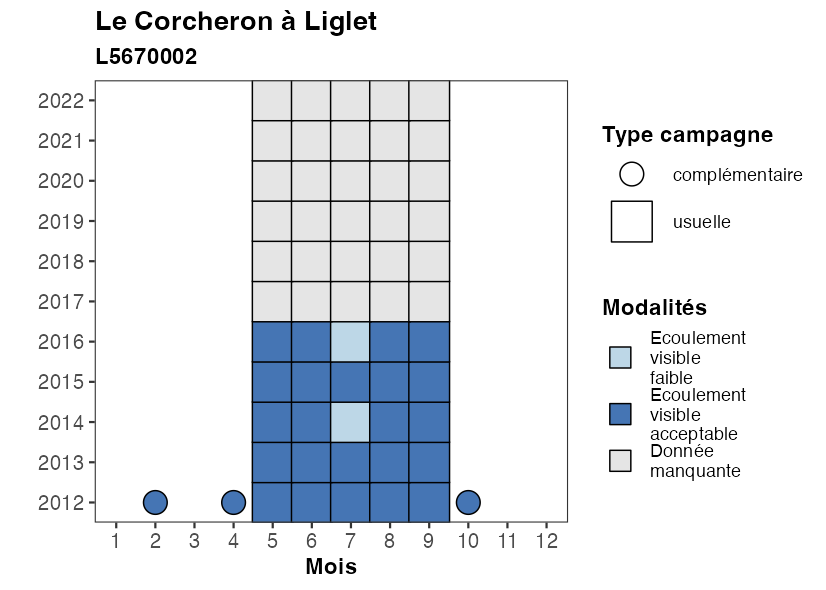 Le Corcheron à Liglet
L5670002
2022
2021
2020
2019
2018
2017
2016
2015
2014
2013
2012
1 2 3 4 5 6 7 8 9 10 11 12
Mois
Type campagne
complémentaire
usuelle
Modalités
Ecoulement
visible
faible
Ecoulement
visible
acceptable
Donnée
manquante